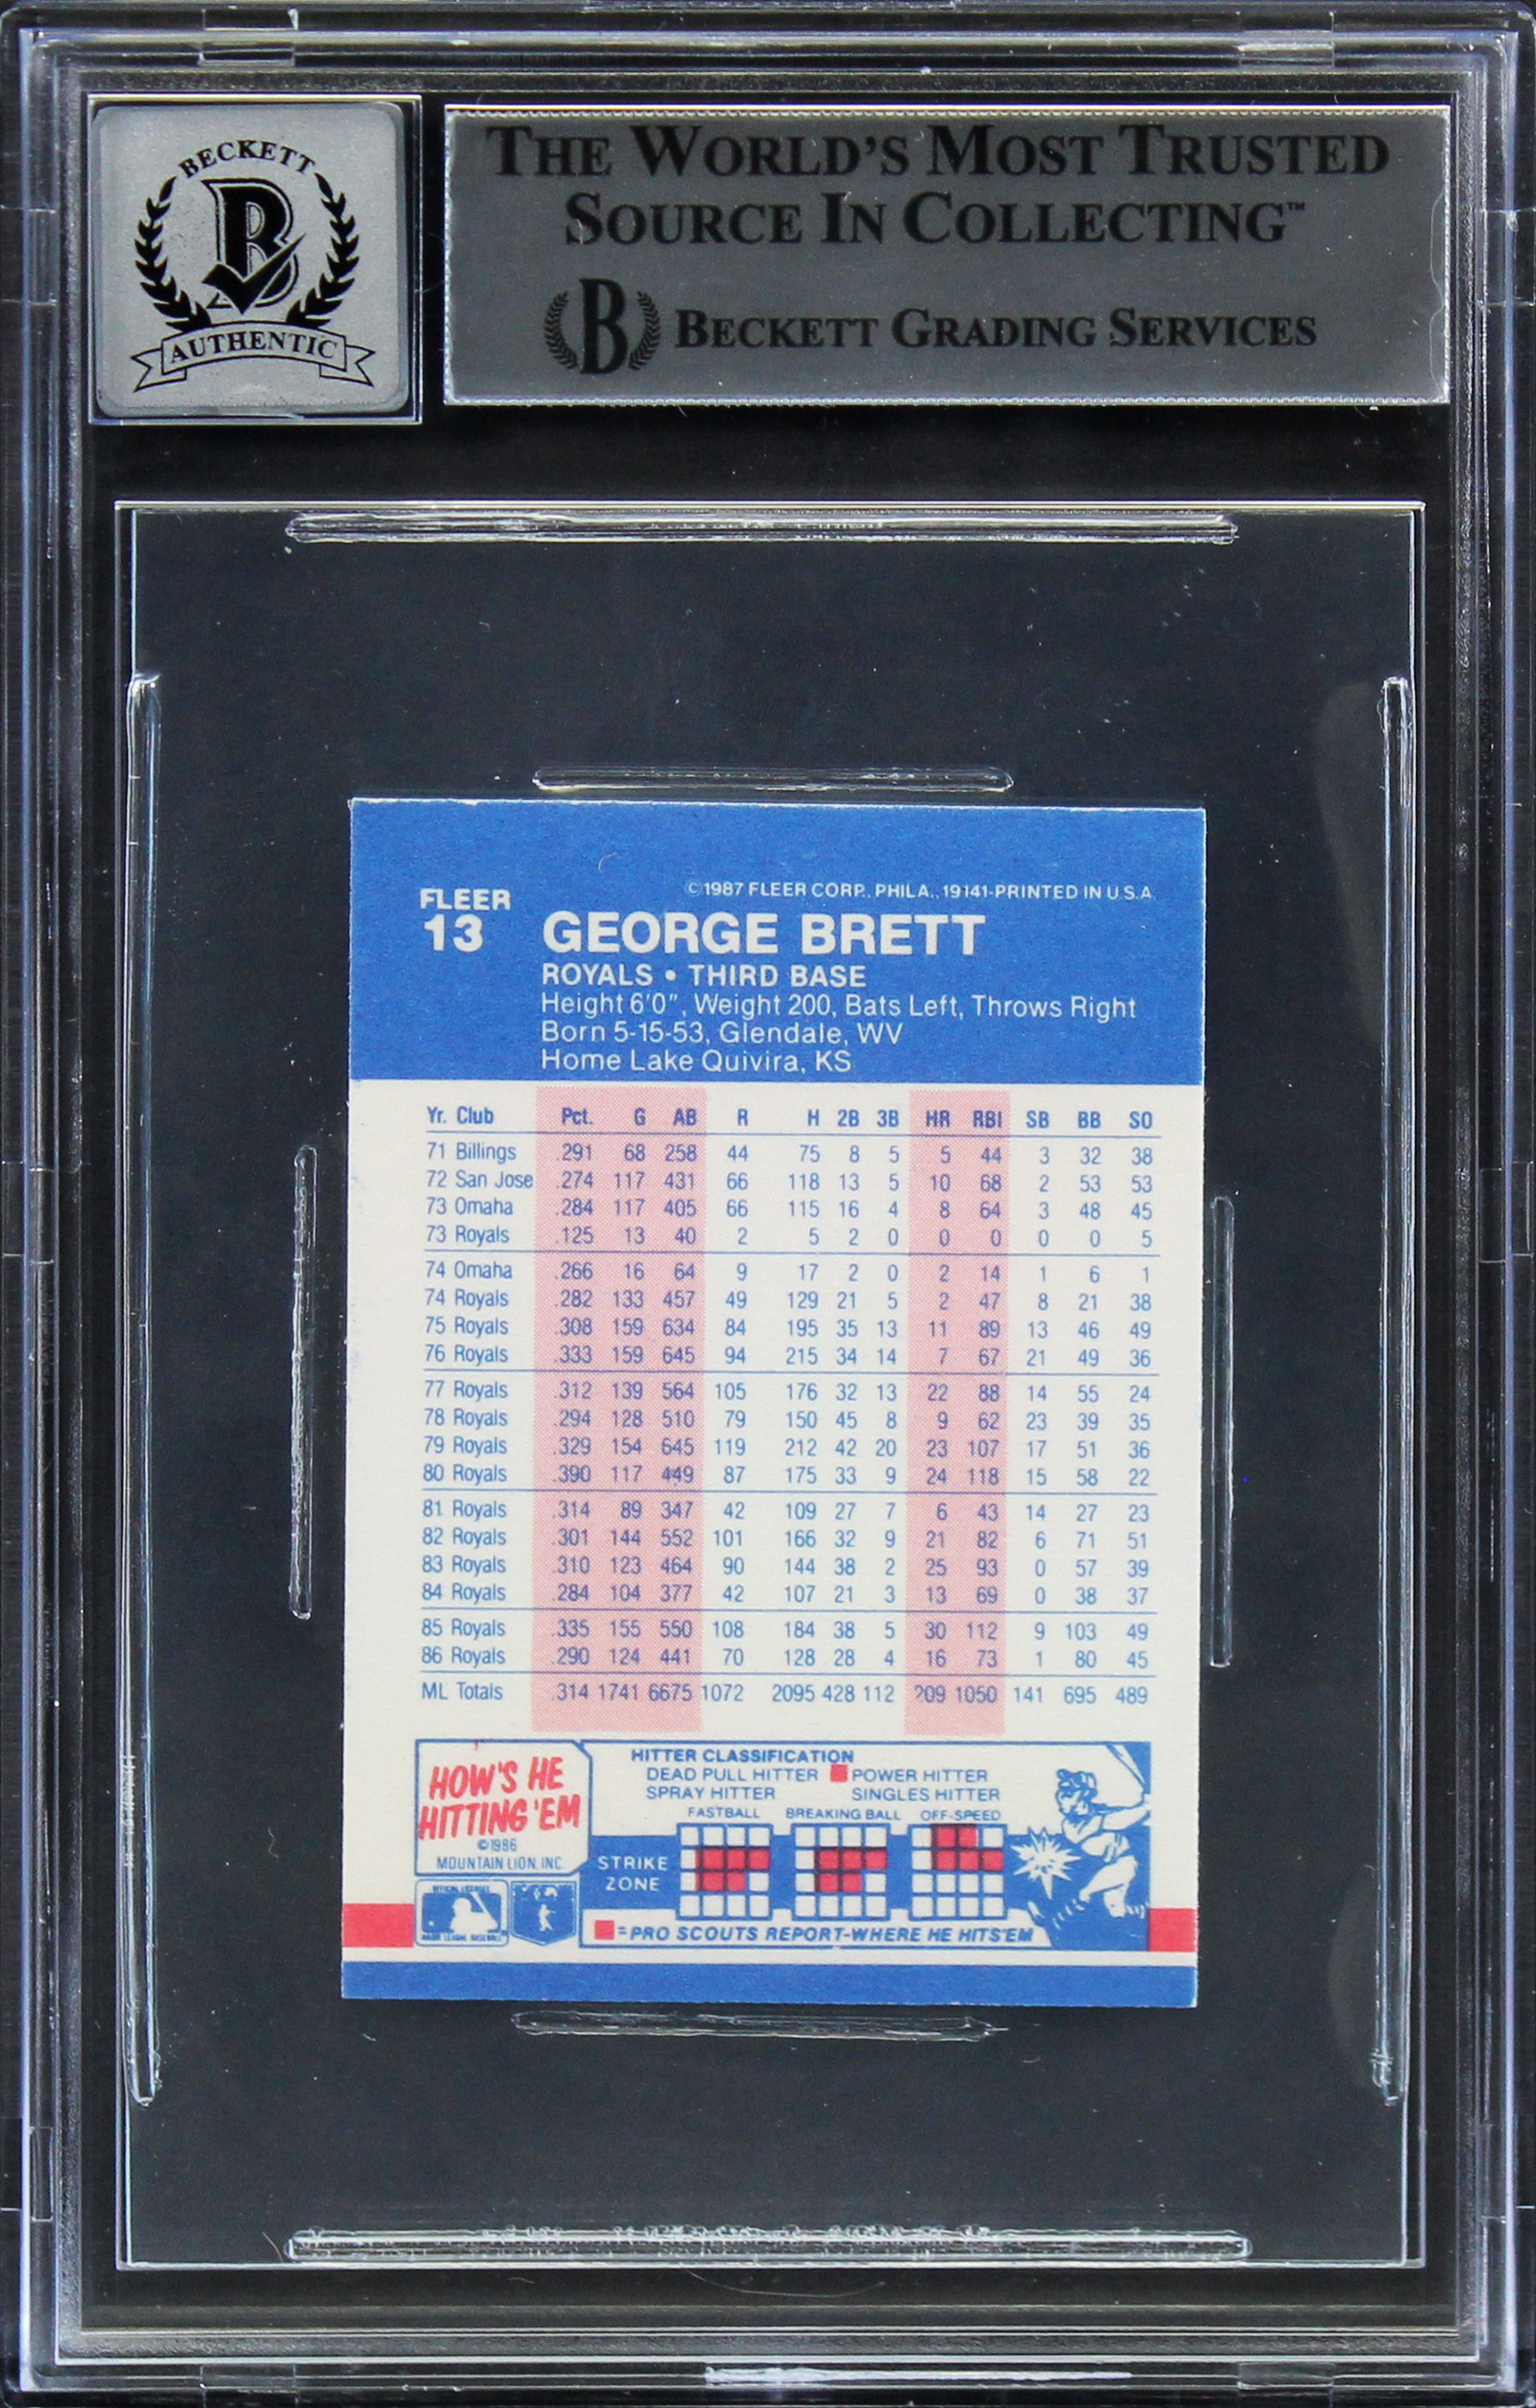 BECKETT
B
AUTHENTIC
THE WORLD'S MOST TRUSTED
SOURCE IN COLLECTING™
B BECKETT GRADING SERVICES
FLEER
13
©1987 FLEER CORP., PHILA., 19141-PRINTED IN U.S.A
GEORGE BRETT
ROYALS • THIRD BASE
Height 6'0", Weight 200, Bats Left, Throws Right
Born 5-15-53, Glendale, WV
Home Lake Quivira, KS
Yr. Club Pct. G AB R H 2B 3B HR RBI SB BB SO
71 Billings .291 68 258 44 75 8 5 5 44 3 32 38
72 San Jose .274 117 431 66 118 13 5 10 68 2 53 53
73 Omaha .284 117 405 66 115 16 4 8 64 3 48 45
73 Royals .125 13 40 2 5 2 0 0 0 0 0 5
74 Omaha .266 16 64 9 17 2 0 2 14 1 6 1
74 Royals .282 133 457 49 129 21 5 2 47 8 21 38
75 Royals .308 159 634 84 195 35 13 11 89 13 46 49
76 Royals .333 159 645 94 215 34 14 7 67 21 49 36
77 Royals .312 139 564 105 176 32 13 22 88 14 55 24
78 Royals .294 128 510 79 150 45 8 9 62 23 39 35
79 Royals .329 154 645 119 212 42 20 23 107 17 51 36
80 Royals .390 117 449 87 175 33 9 24 118 15 58 22
81 Royals .314 89 347 42 109 27 7 6 43 14 27 23
82 Royals .301 144 552 101 166 32 9 21 82 6 71 51
83 Royals .310 123 464 90 144 38 2 25 93 0 57 39
84 Royals .284 104 377 42 107 21 3 13 69 0 38 37
85 Royals .335 155 550 108 184 38 5 30 112 9 103 49
86 Royals .290 124 441 70 128 28 4 16 73 1 80 45
ML Totals .314 1741 6675 1072 2095 428 112 209 1050 141 695 489
HOW'S HE
HITTING 'EM
©1986
MOUNTAIN LION, INC.
HITTER CLASSIFICATION
DEAD PULL HITTER POWER HITTER
SPRAY HITTER SINGLES HITTER
FASTBALL BREAKING BALL OFF-SPEED
STRIKE
ZONE
=PRO SCOUTS REPORT-WHERE HE HITS'EM
MAJOR LEAGUE BASEBALL